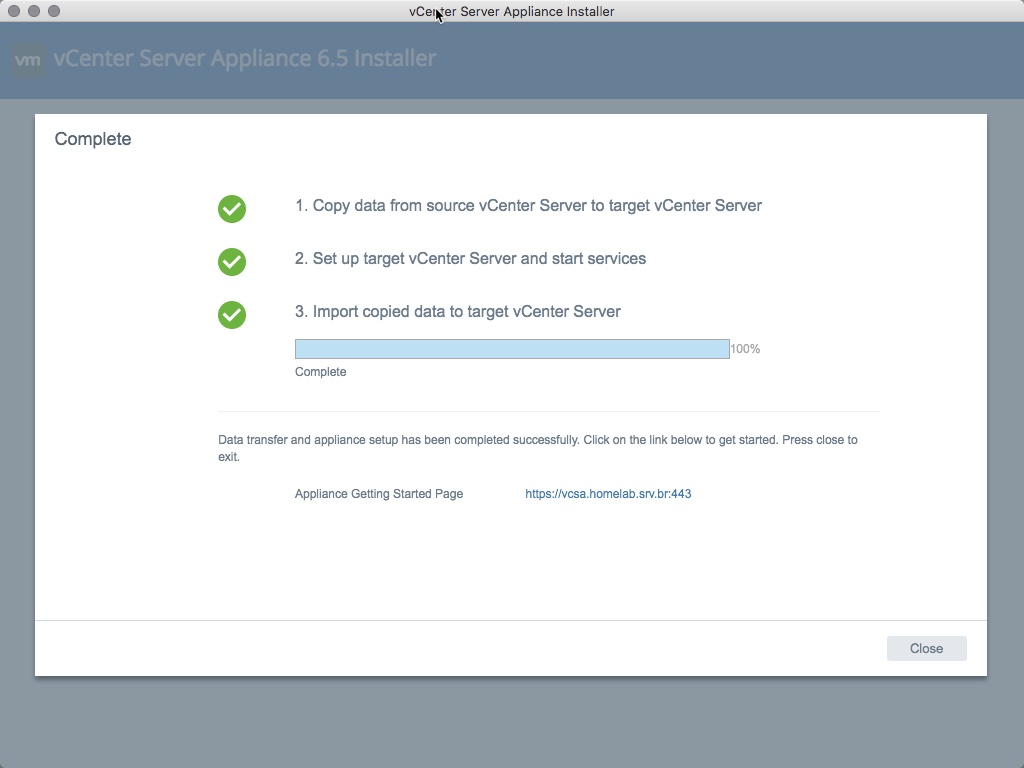 vCenter Server Appliance Installer
vm vCenter Server Appliance 6.5 Installer
Complete
1. Copy data from source vCenter Server to target vCenter Server
2. Set up target vCenter Server and start services
3. Import copied data to target vCenter Server
100%
Complete
Data transfer and appliance setup has been completed successfully. Click on the link below to get started. Press close to
exit.
Appliance Getting Started Page https://vcsa.homelab.srv.br:443
Close